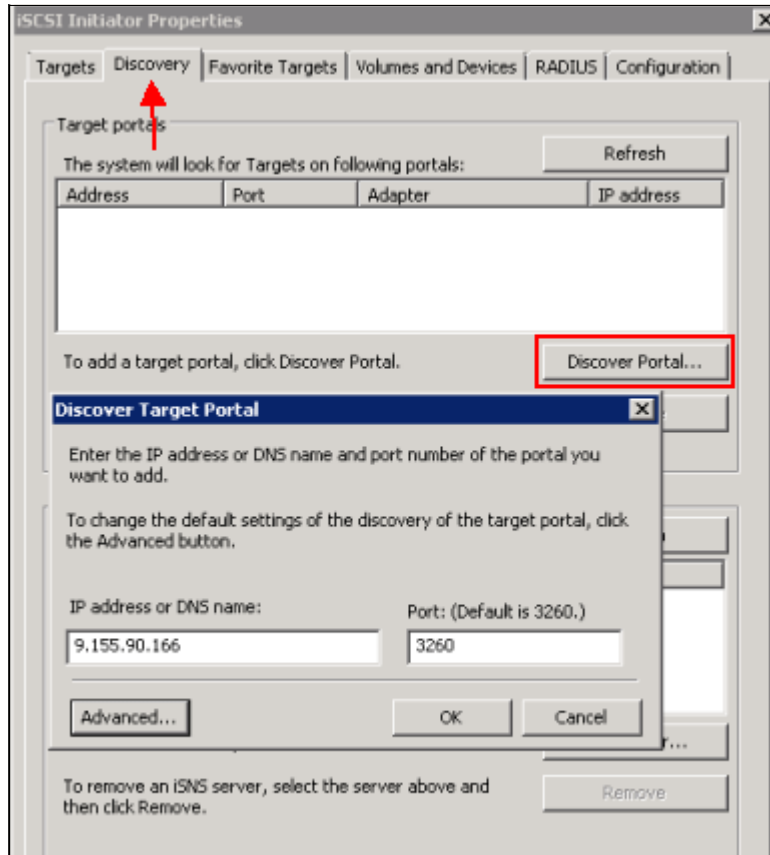 iSCSI Initiator Properties
Targets Discovery Favorite Targets Volumes and Devices RADIUS Configuration
Target portals
The system will look for Targets on following portals:
Refresh
Address Port Adapter IP address
To add a target portal, click Discover Portal.
Discover Portal...
Discover Target Portal
Enter the IP address or DNS name and port number of the portal you
want to add.
To change the default settings of the discovery of the target portal, click
the Advanced button.
IP address or DNS name:
Port: (Default is 3260.)
9.155.90.166
3260
Advanced...
OK
Cancel
To remove an iSNS server, select the server above and
then click Remove.
Remove